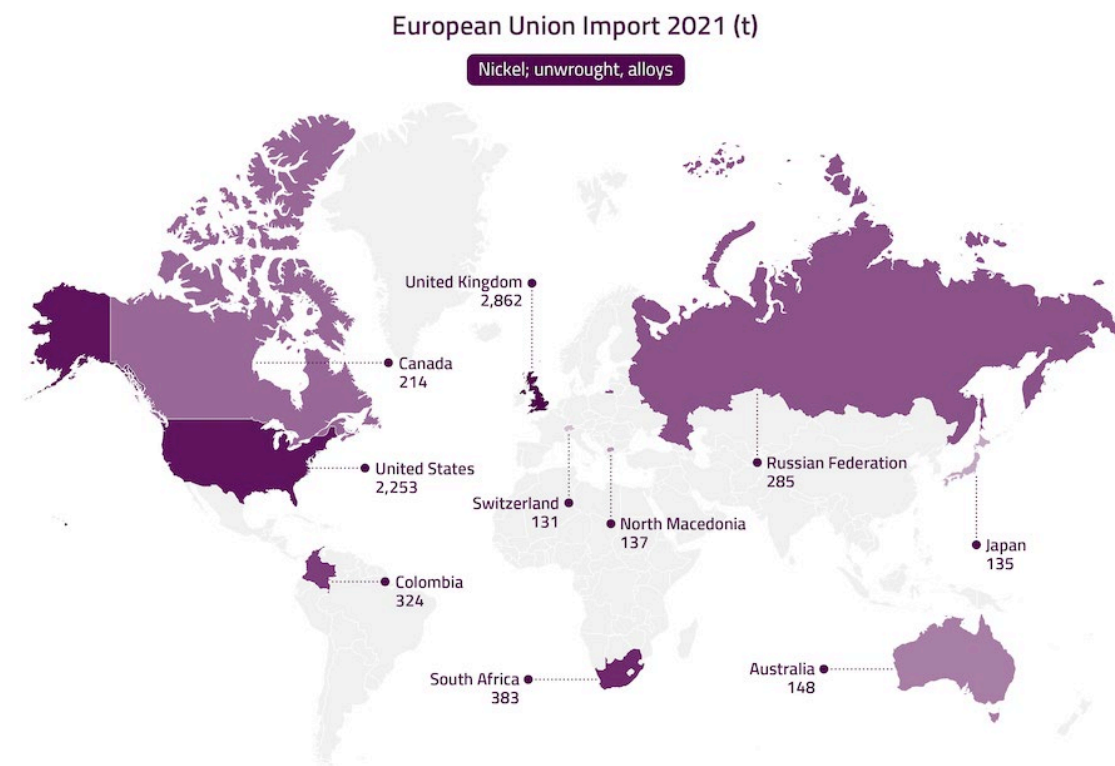 European Union Import 2021 (t)
Nickel; unwrought, alloys
United Kingdom
2,862
Canada
214
United States
2,253
Russian Federation
285
Switzerland
131
North Macedonia
137
Japan
135
Colombia
324
South Africa
383
Australia
148